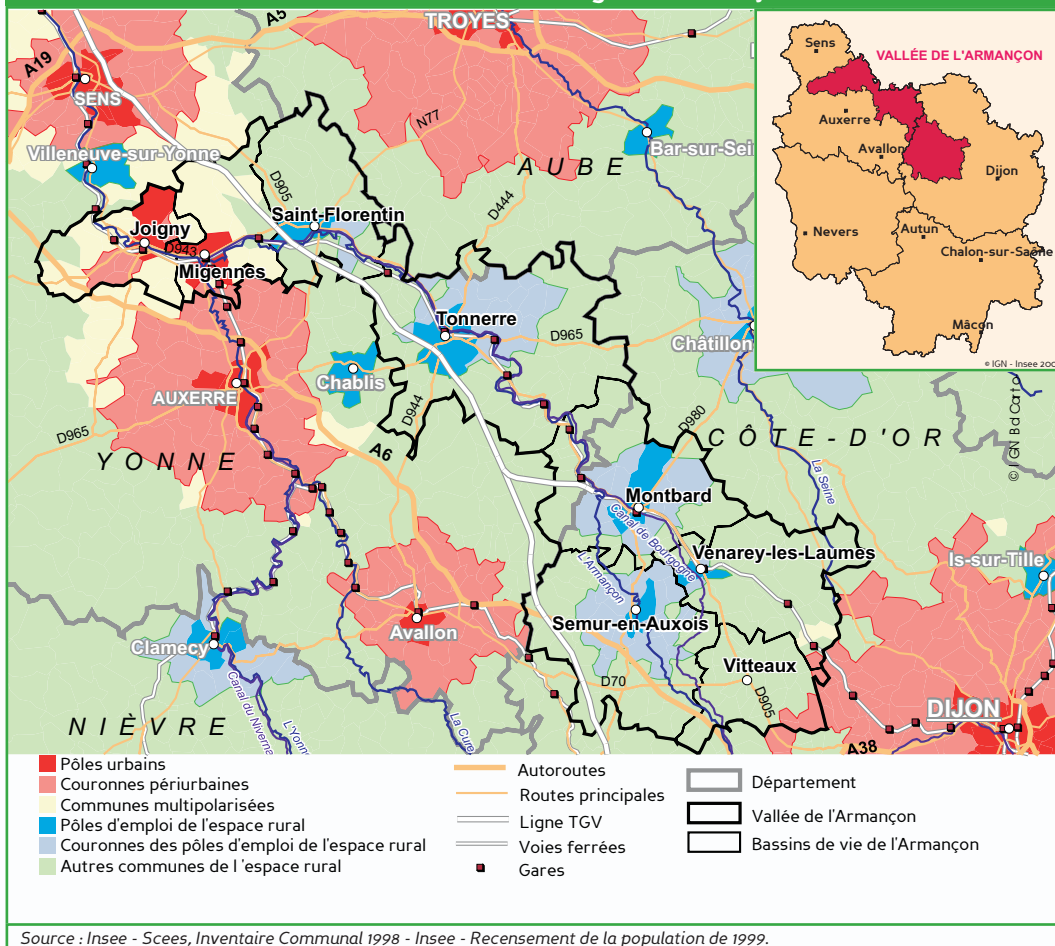 TROYES
A5
A19
SENS
N77
Villeneuve-sur-Yonne
Bar-sur-Sei
AUBE
D905
D444
Saint-Florentin
Joigny
D943
Migennes
Tonnerre
D965
Châtillon
Chablis
AUXERRE
D944
D965
A6
D980
YONNE
CÔTE-D'OR
La Seine
Montbard
Canal de Bourgogne
Venarey-les-Laumes
L'Armançon
Is-sur-Tille
Semur-en-Auxois
Avallon
Clamecy
Vitteaux
D70
D905
DIJON
Canal du Niverna
L'Yonn
La Cure
NIÈVRE
A38
© IGN Bd Carto
Sens
VALLÉE DE L'ARMANÇON
Auxerre
Avallon
Dijon
Nevers
Autun
Chalon-sur-Saône
Mâcon
© IGN - Insee 200
Pôles urbains
Couronnes périurbaines
Communes multipolarisées
Pôles d'emploi de l'espace rural
Couronnes des pôles d'emploi de l'espace rural
Autres communes de l'espace rural
Autoroutes
Routes principales
Ligne TGV
Voies ferrées
Gares
Département
Vallée de l'Armançon
Bassins de vie de l'Armançon
Source : Insee - Scees, Inventaire Communal 1998 - Insee - Recensement de la population de 1999.